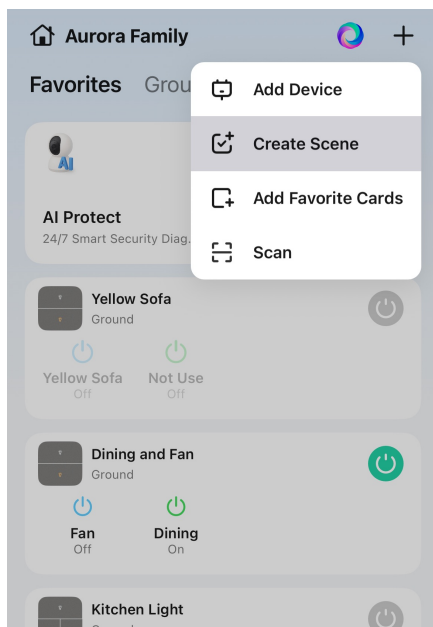 Aurora Family
Favorites Grou
Add Device
Create Scene
Add Favorite Cards
Scan
AI
AI Protect
24/7 Smart Security Diag.
Yellow Sofa
Ground
Yellow Sofa Not Use
Off Off
Dining and Fan
Ground
Fan Dining
Off On
Kitchen Light